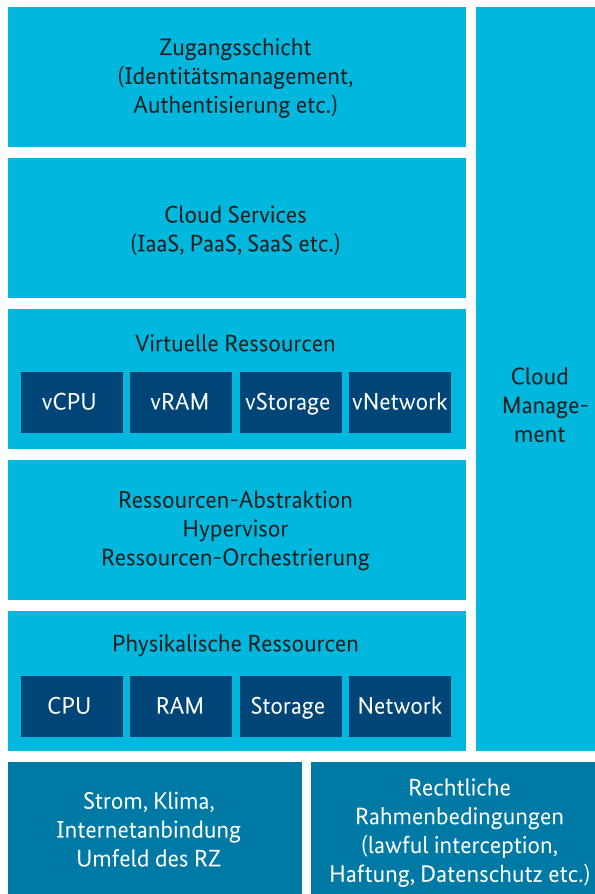 Zugangsschicht
(Identitätsmanagement,
Authentisierung etc.)
Cloud Services
(IaaS, PaaS, SaaS etc.)
Virtuelle Ressourcen
vCPU
vRAM
vStorage
vNetwork
Ressourcen-Abstraktion
Hypervisor
Ressourcen-Orchestrierung
Physikalische Ressourcen
CPU
RAM
Storage
Network
Cloud
Manage-
ment
Strom, Klima,
Internetanbindung
Umfeld des RZ
Rechtliche
Rahmenbedingungen
(lawful interception,
Haftung, Datenschutz etc.)